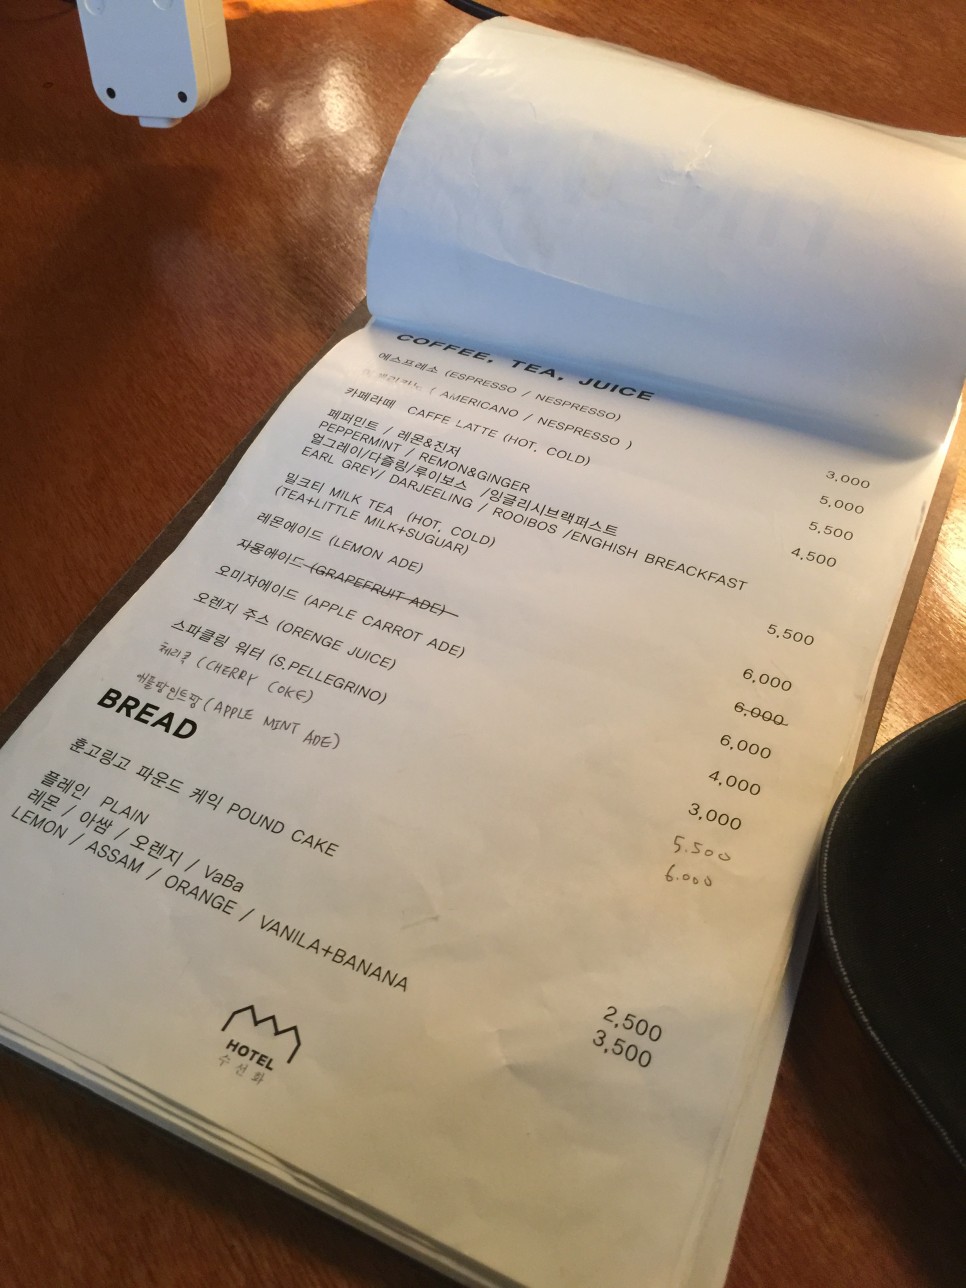 COFFEE, TEA, JUICE
에스프레소 (ESPRESSO / NESPRESSO) 3,000
아메리카노 ( AMERICANO / NESPRESSO ) 5,000
카페라떼 CAFFE LATTE (HOT, COLD) 5,500
페퍼민트 / 레몬&진저 4,500
PEPPERMINT / REMON&GINGER
얼그레이/다즐링/루이보스 /잉글리시브랙퍼스트
EARL GREY/ DARJEELING / ROOIBOS /ENGHISH BREACKFAST
밀크티 MILK TEA (HOT, COLD) 5,500
(TEA+LITTLE MILK+SUGUAR)
레몬에이드 (LEMON ADE) 6,000
자몽에이드 (GRAPEFRUIT ADE) 6,000
오미자에이드 (APPLE CARROT ADE) 6,000
오렌지 주스 (ORENGE JUICE) 4,000
스파클링 워터 (S.PELLEGRINO) 3,000
체리콕 (CHERRY COKE) 5.500
(APPLE MINT ADE) 6.000
BREAD
훈고링고 파운드 케익 POUND CAKE
플레인 PLAIN 2,500
레몬 / 아쌈 / 오렌지 / VaBa 3,500
LEMON / ASSAM / ORANGE / VANILA+BANANA
HOTEL
수선화